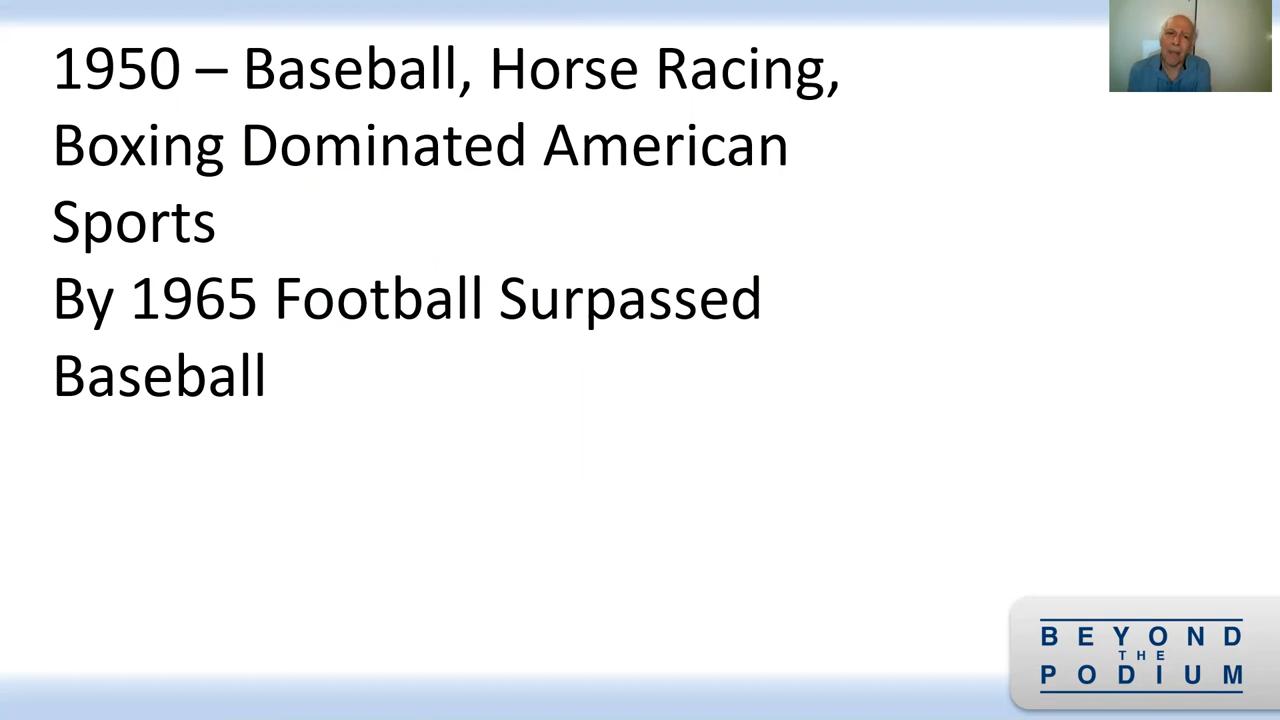 1950 – Baseball, Horse Racing,
Boxing Dominated American
Sports
By 1965 Football Surpassed
Baseball
BEYOND
THE
PODIUM